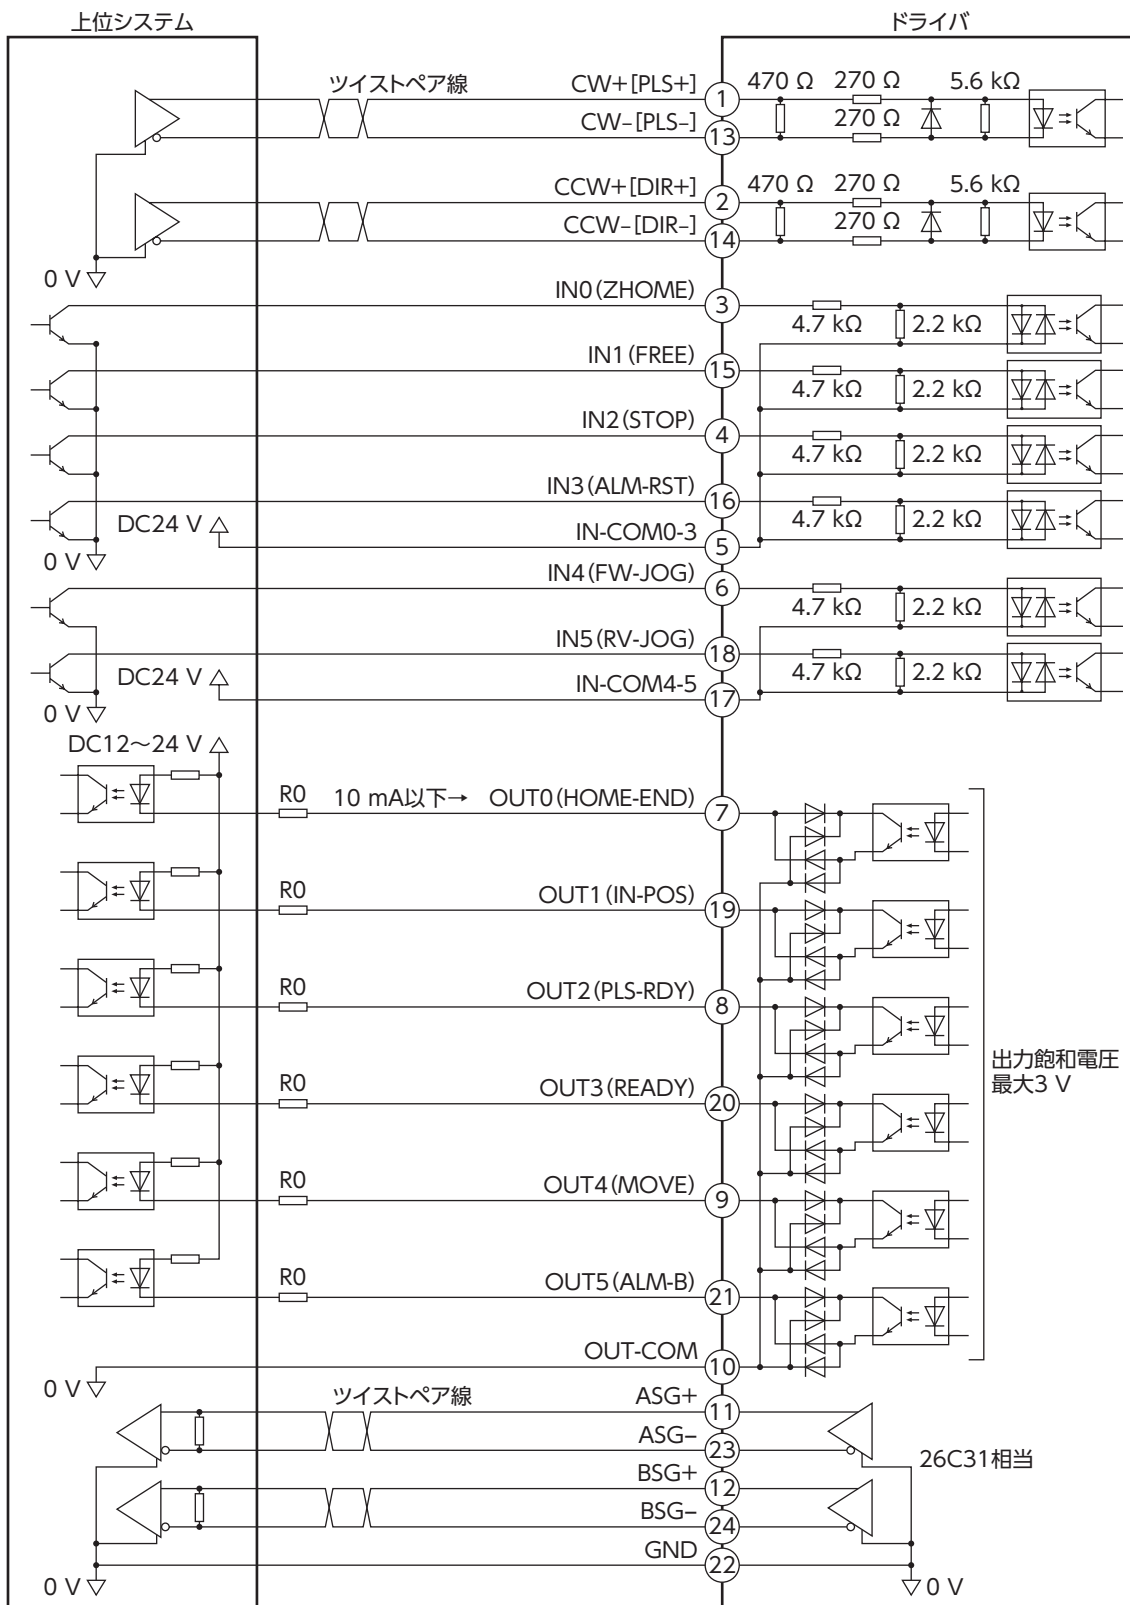 上位システム
ドライバ
ツイストペア線
CW+[PLS+]
1
470 Ω
270 Ω
5.6 kΩ
CW−[PLS−]
13
270 Ω
CCW+[DIR+]
2
470 Ω
270 Ω
5.6 kΩ
CCW−[DIR−]
14
270 Ω
0 V
IN0(ZHOME)
3
4.7 kΩ
2.2 kΩ
IN1(FREE)
15
4.7 kΩ
2.2 kΩ
IN2(STOP)
4
4.7 kΩ
2.2 kΩ
IN3(ALM-RST)
16
4.7 kΩ
2.2 kΩ
DC24 V
IN-COM0-3
5
0 V
IN4(FW-JOG)
6
4.7 kΩ
2.2 kΩ
IN5(RV-JOG)
18
4.7 kΩ
2.2 kΩ
DC24 V
IN-COM4-5
17
0 V
DC12～24 V
R0
10 mA以下→
OUT0(HOME-END)
7
R0
OUT1(IN-POS)
19
R0
OUT2(PLS-RDY)
8
出力飽和電圧
最大3 V
R0
OUT3(READY)
20
R0
OUT4(MOVE)
9
R0
OUT5(ALM-B)
21
OUT-COM
10
0 V
ツイストペア線
ASG+
11
ASG−
23
26C31相当
BSG+
12
BSG−
24
GND
22
0 V
0 V